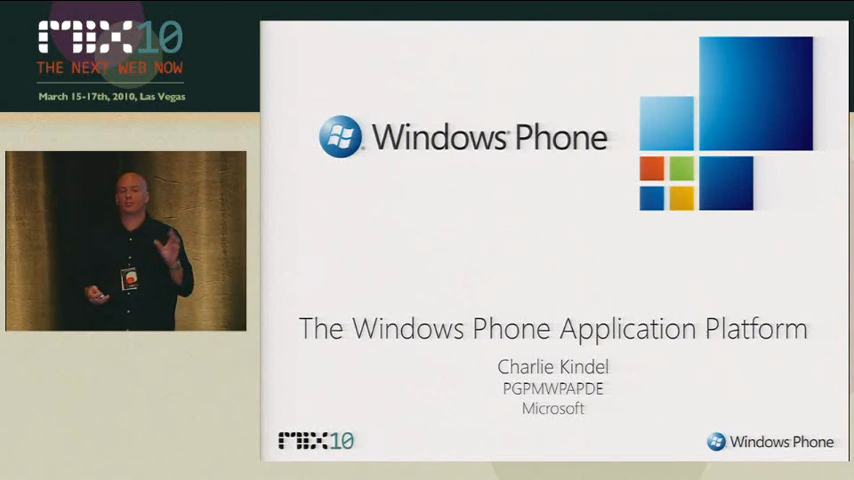 MIX10
THE NEXT WEB NOW
March 15-17th, 2010, Las Vegas
Windows Phone
The Windows Phone Application Platform
Charlie Kindel
PGPMWPAPDE
Microsoft
MIX10
Windows Phone